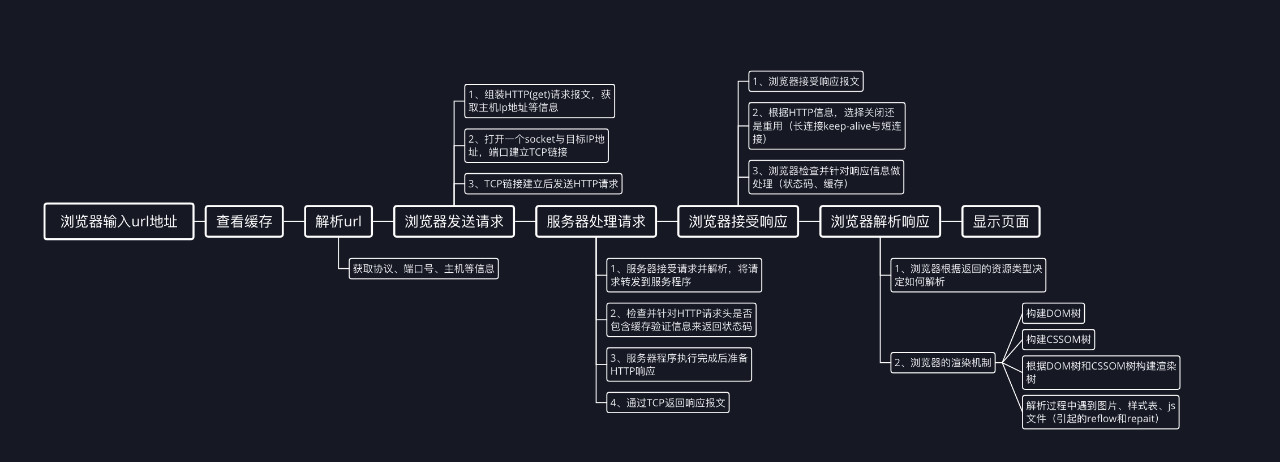 浏览器输入url地址
查看缓存
解析url
获取协议、端口号、主机等信息
浏览器发送请求
1、组装HTTP(get)请求报文，获
取主机Ip地址等信息
2、打开一个socket与目标IP地
址，端口建立TCP链接
3、TCP链接建立后发送HTTP请求
服务器处理请求
1、服务器接受请求并解析，将请
求转发到服务程序
2、检查并针对HTTP请求头是否
包含缓存验证信息来返回状态码
3、服务器程序执行完成后准备
HTTP响应
4、通过TCP返回响应报文
浏览器接受响应
1、浏览器接受响应报文
2、根据HTTP信息，选择关闭还
是重用（长连接keep-alive与短连
接）
3、浏览器检查并针对响应信息做
处理（状态码、缓存）
浏览器解析响应
1、浏览器根据返回的资源类型决
定如何解析
2、浏览器的渲染机制
构建DOM树
构建CSSOM树
根据DOM树和CSSOM树构建渲染
树
解析过程中遇到图片、样式表、js
文件（引起的reflow和repait）
显示页面